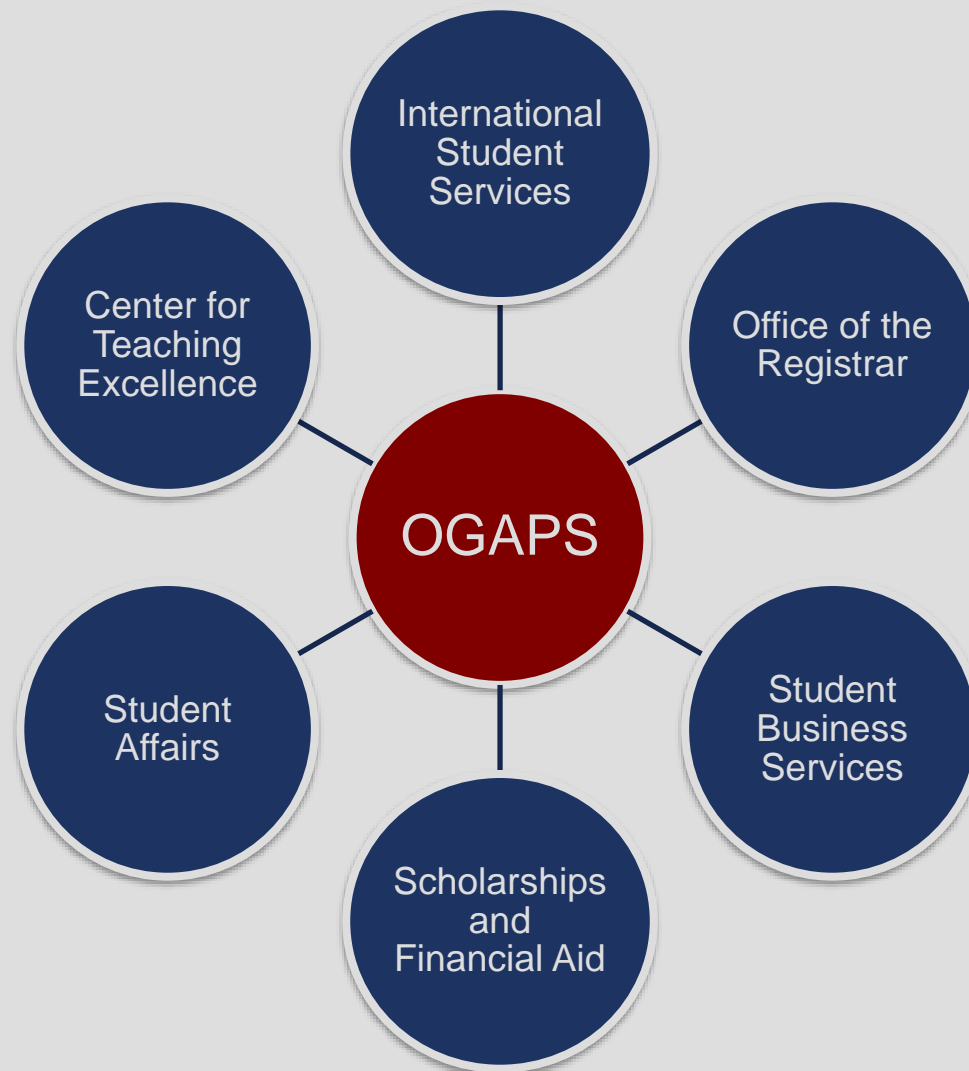 International
Student
Services
Center for
Teaching
Excellence
Office of the
Registrar
OGAPS
Student
Affairs
Student
Business
Services
Scholarships
and
Financial Aid